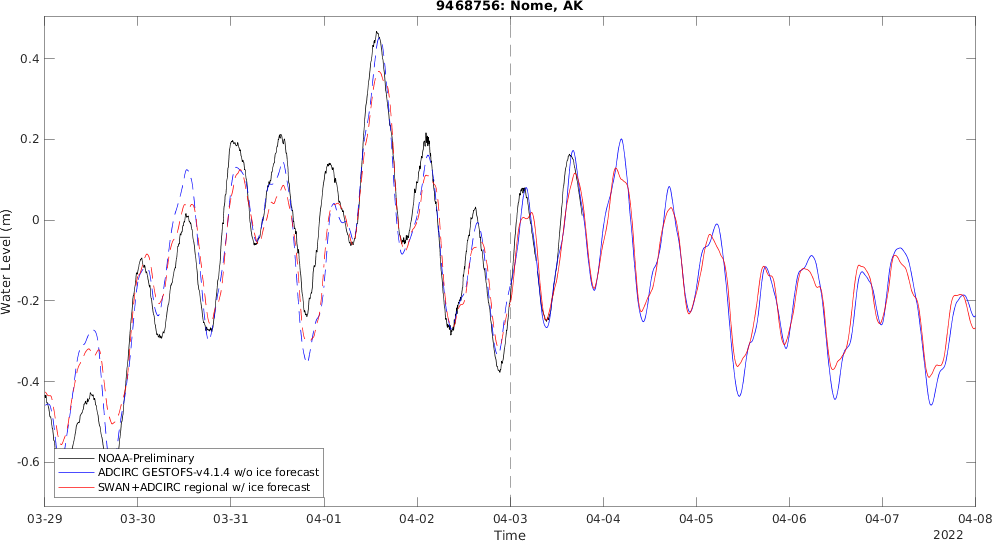 9468756: Nome, AK
Water Level (m)
0.4
0.2
0
-0.2
-0.4
-0.6
NOAA-Preliminary
ADCIRC GESTOFS-v4.1.4 w/o ice forecast
SWAN+ADCIRC regional w/ ice forecast
03-29 03-30 03-31 04-01 04-02 04-03 04-04 04-05 04-06 04-07 04-08
Time
2022